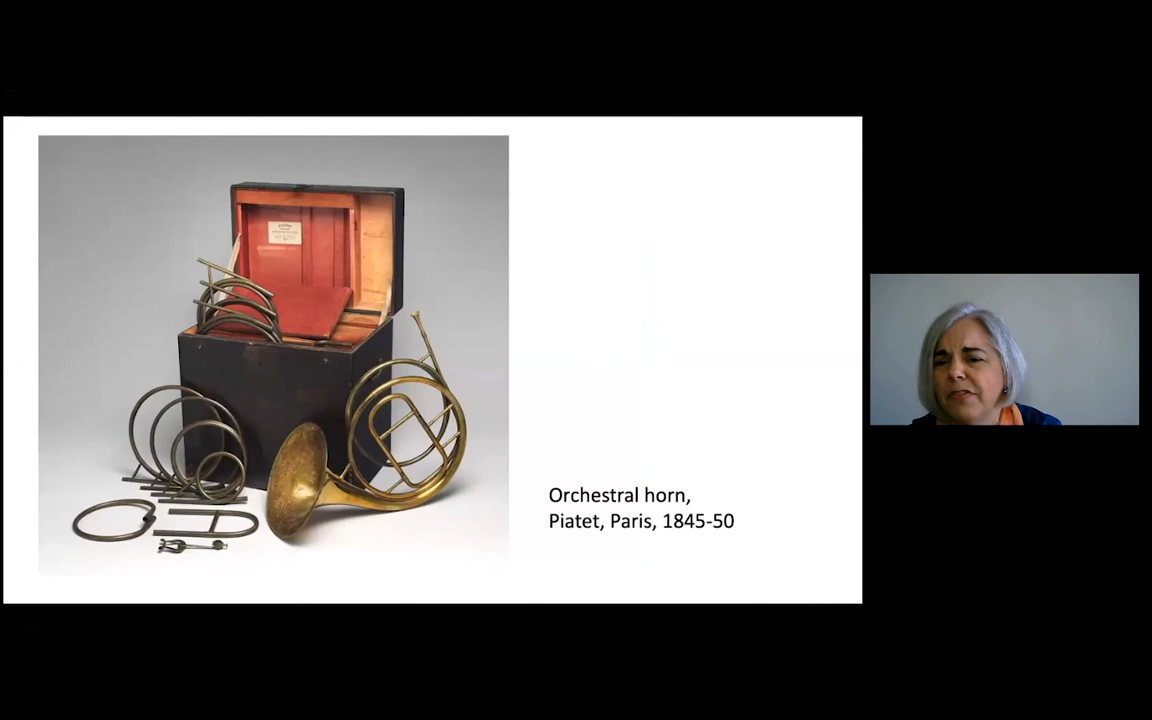 Orchestral horn,
Piatet, Paris, 1845-50